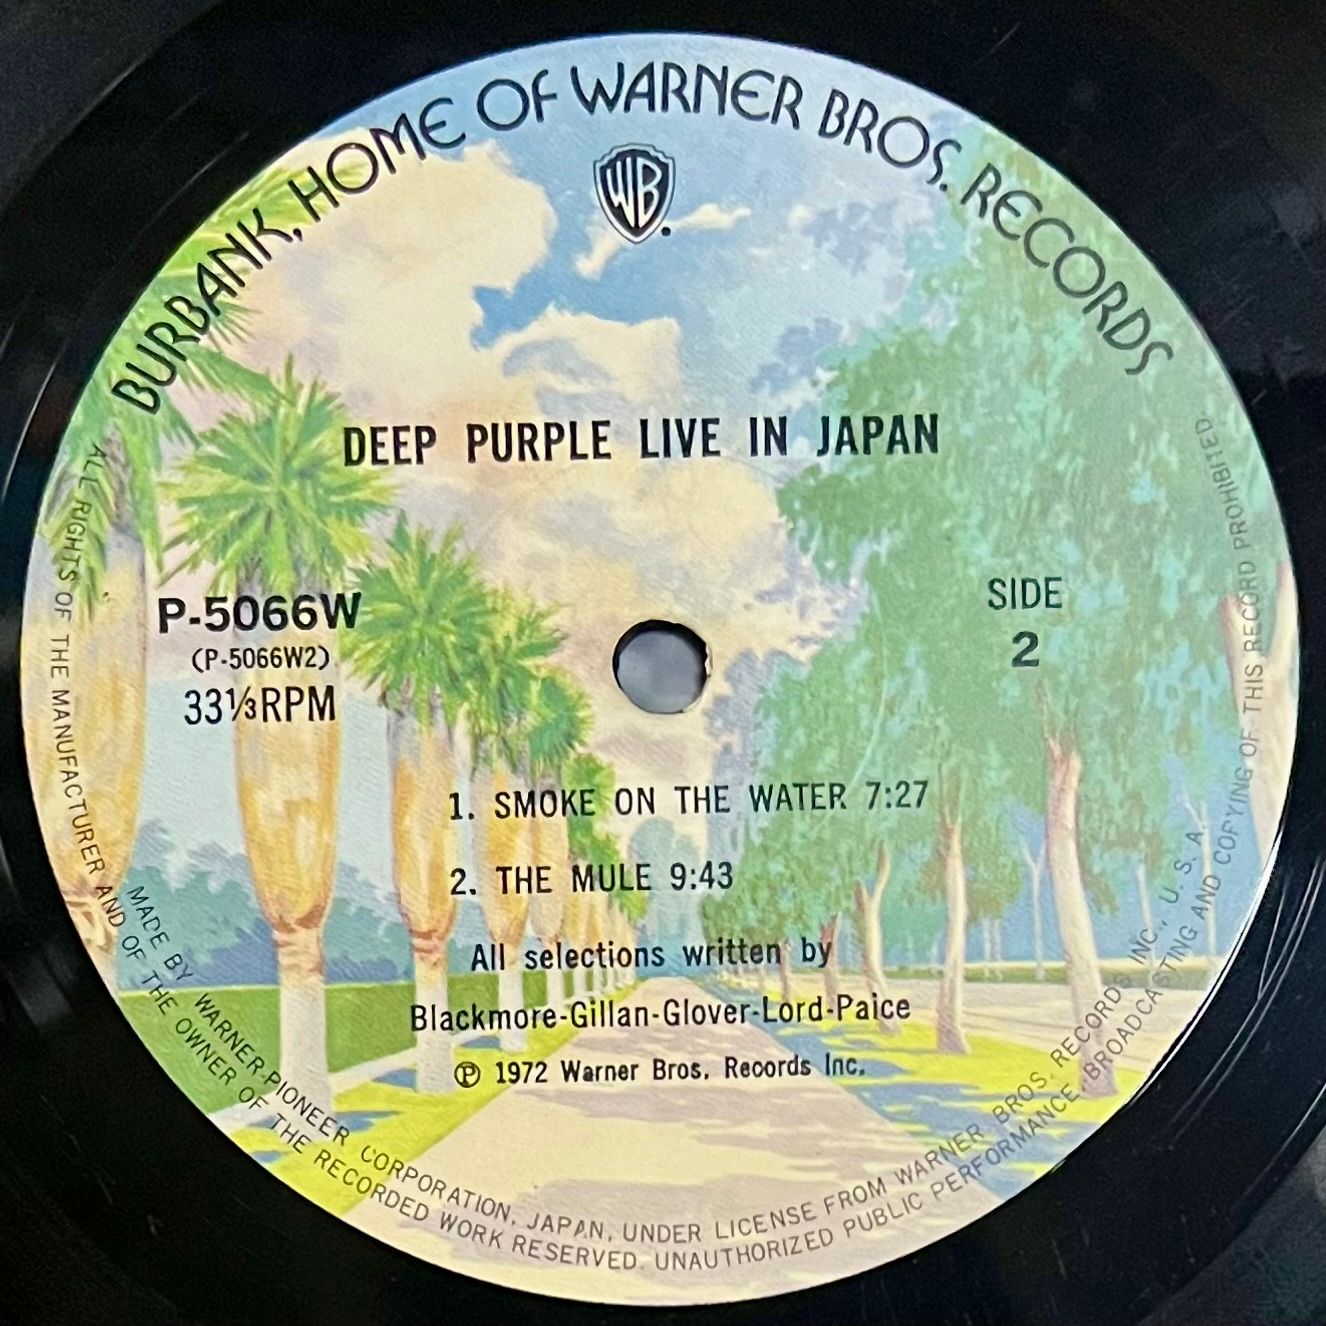 BURBANK, HOME OF WARNER BROS. RECORDS
WB
DEEP PURPLE LIVE IN JAPAN
P-5066W
(P-5066W2)
33⅓RPM
SIDE
2
1. SMOKE ON THE WATER 7:27
2. THE MULE 9:43
All selections written by
Blackmore-Gillan-Glover-Lord-Paice
Ⓟ 1972 Warner Bros. Records Inc.
MADE BY WARNER-PIONEER CORPORATION, JAPAN, UNDER LICENSE FROM WARNER BROS. RECORDS INC., U. S. A.
ALL RIGHTS OF THE MANUFACTURER AND OF THE OWNER OF THE RECORDED WORK RESERVED. UNAUTHORIZED PUBLIC PERFORMANCE, BROADCASTING AND COPYING OF THIS RECORD PROHIBITED.